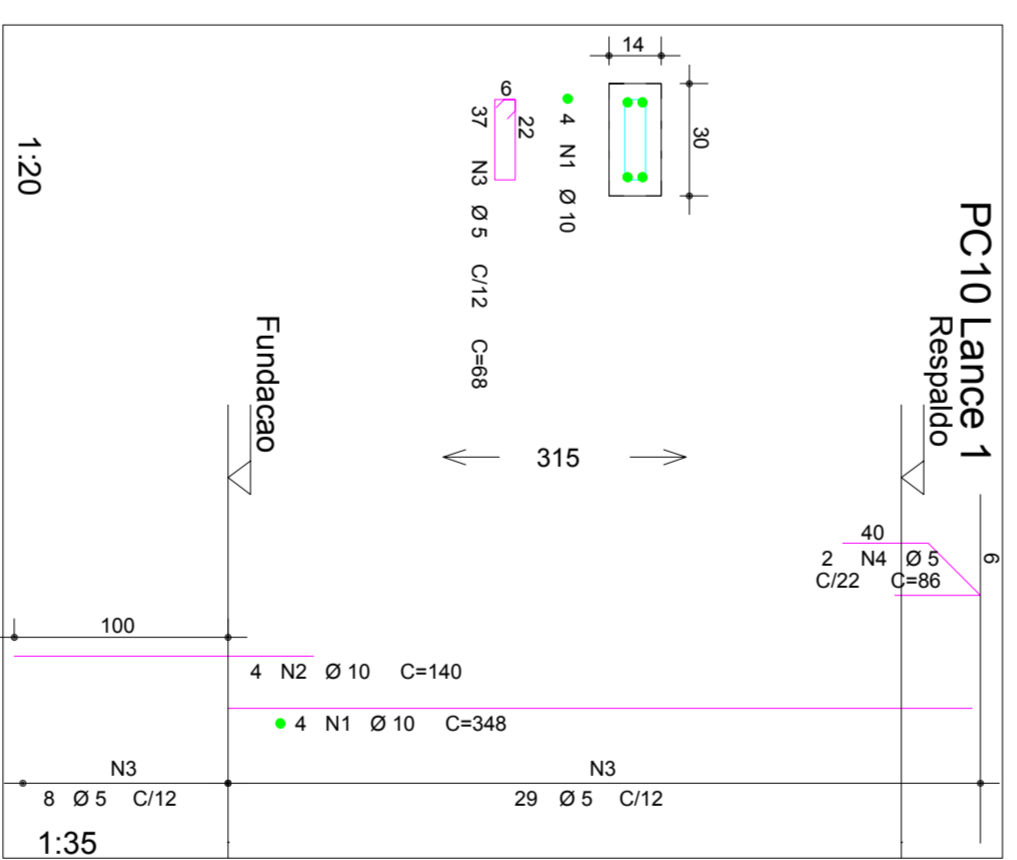 PC10 Lance 1
Respaldo
14
30
4 N1 Ø 10
6
22
37 N3 Ø 5 C/12 C=68
1:20
Fundacao
315
40
6
2 N4 Ø 5
C/22 C=86
100
4 N2 Ø 10 C=140
4 N1 Ø 10 C=348
N3
8 Ø 5 C/12
N3
29 Ø 5 C/12
1:35